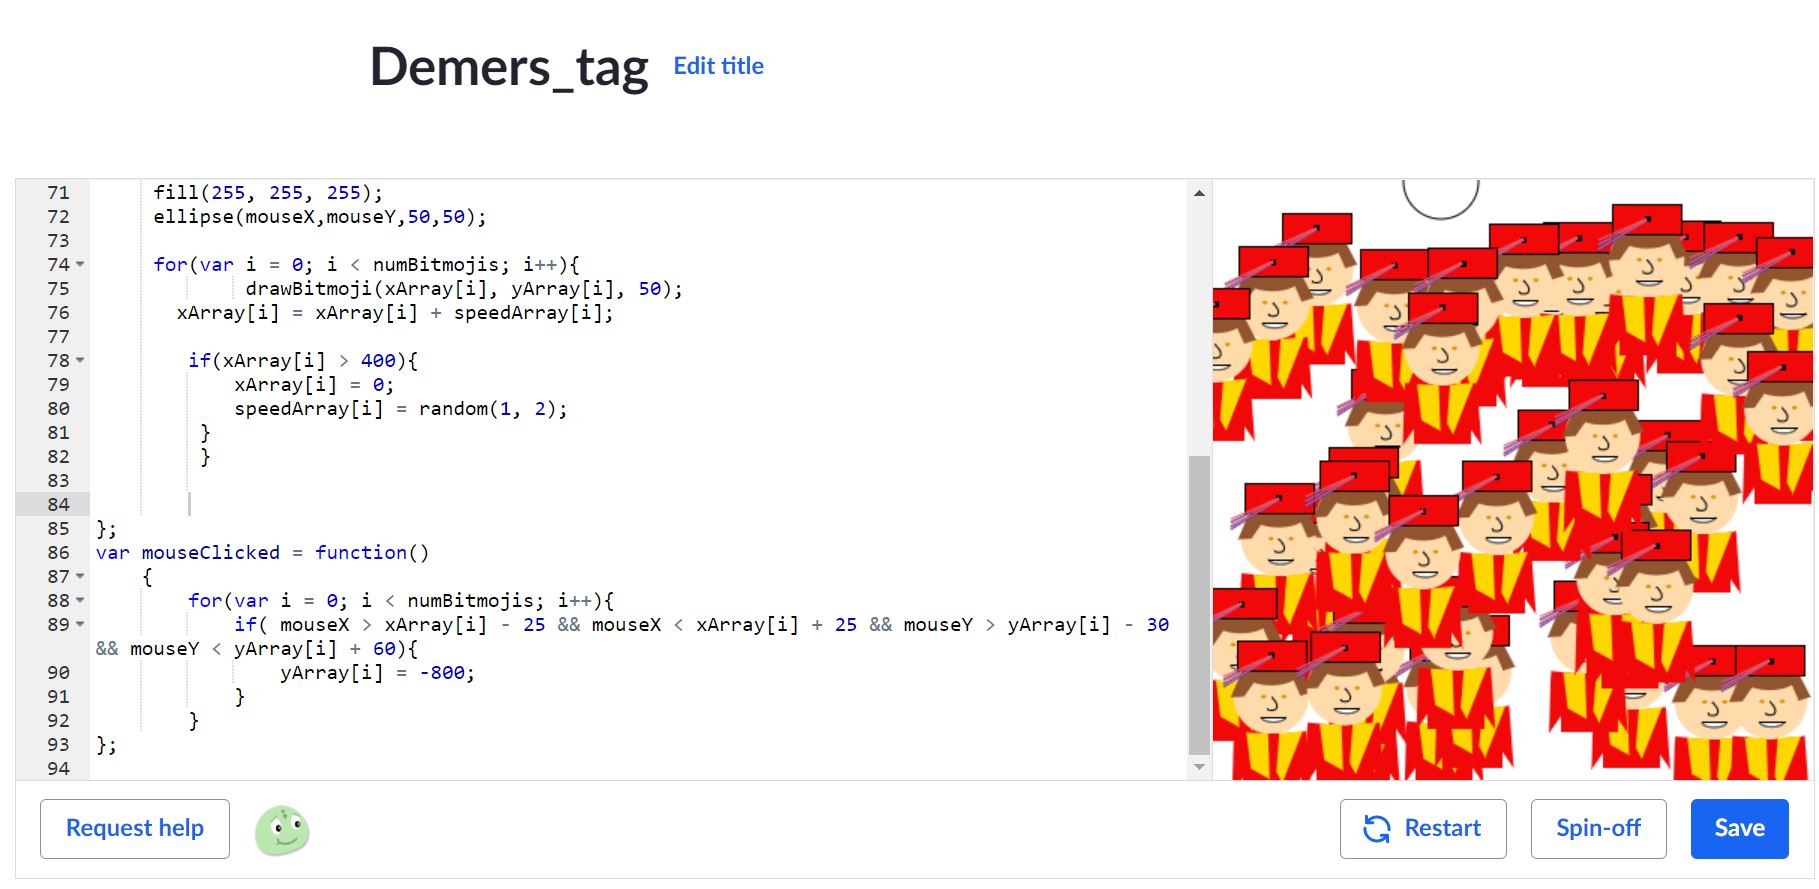 Demers_tag Edit title
71 fill(255, 255, 255);
72 ellipse(mouseX,mouseY,50,50);
73
74 for(var i = 0; i < numBitmojis; i++){
75 drawBitmoji(xArray[i], yArray[i], 50);
76 xArray[i] = xArray[i] + speedArray[i];
77
78 if(xArray[i] > 400){
79 xArray[i] = 0;
80 speedArray[i] = random(1, 2);
81 }
82 }
83
84
85 };
86 var mouseClicked = function()
87 {
88 for(var i = 0; i < numBitmojis; i++){
89 if( mouseX > xArray[i] - 25 && mouseX < xArray[i] + 25 && mouseY > yArray[i] - 30
&& mouseY < yArray[i] + 60){
90 yArray[i] = -800;
91 }
92 }
93 };
94
Request help Restart Spin-off Save